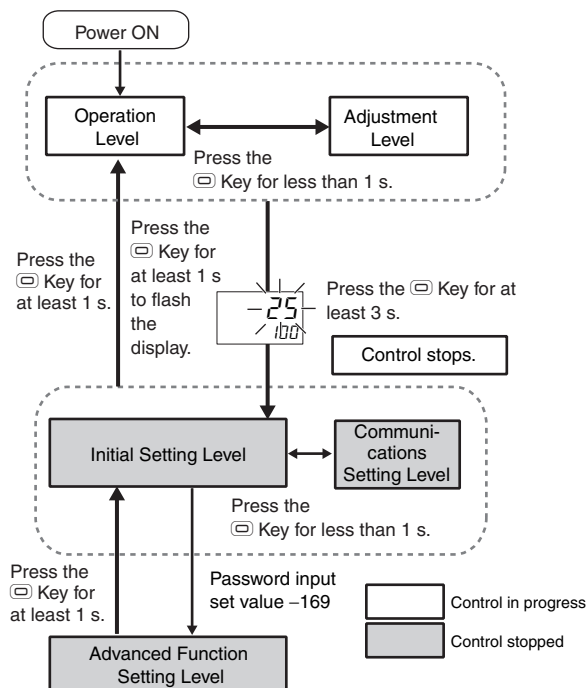 Power ON
Operation
Level
Adjustment
Level
Press the
Key for less than 1 s.
Press the
Key for
at least 1 s.
Press the
Key for
at least 1 s
to flash
the
display.
25
100
Press the Key for at
least 3 s.
Control stops.
Initial Setting Level
Communi-
cations
Setting Level
Press the
Key for less than 1 s.
Press the
Key for
at least 1 s.
Password input
set value –169
Control in progress
Control stopped
Advanced Function
Setting Level